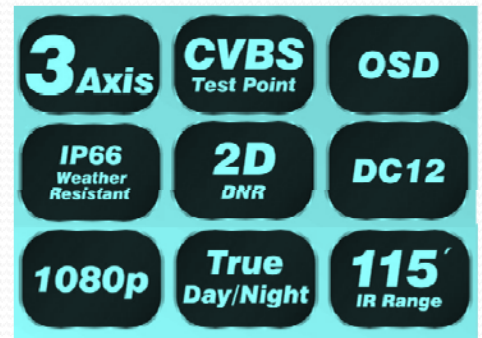 3 Axis
CVBS
Test Point
OSD
IP66
Weather
Resistant
2D
DNR
DC12
1080p
True
Day/Night
115´
IR Range